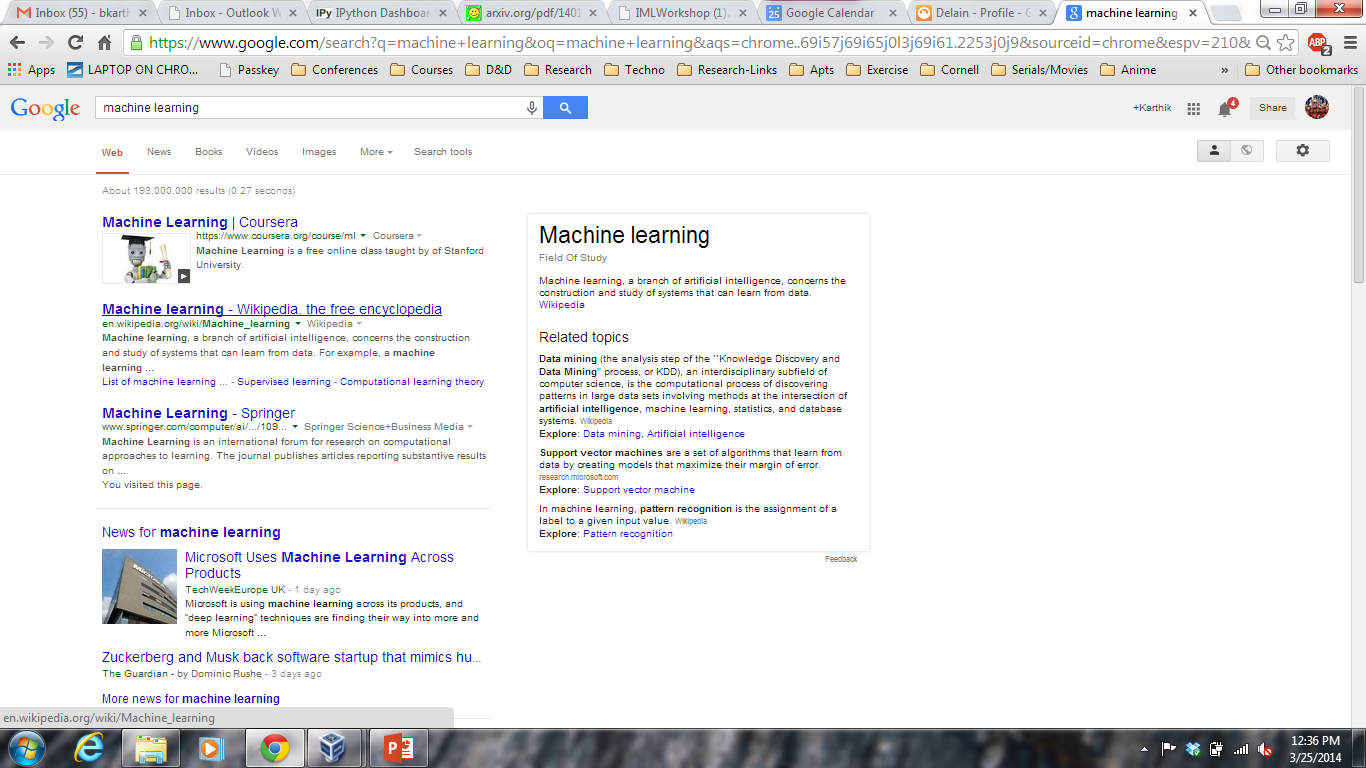 Inbox (55) - bkarth
Inbox - Outlook W
IPy IPython Dashboar
arxiv.org/pdf/1401
IMLWorkshop (1).
25 Google Calendar
Delain - Profile - G
8 machine learning
https://www.google.com/search?q=machine+learning&oq=machine+learning&aqs=chrome..69i57j69i65j0l3j69i61.2253j0j9&sourceid=chrome&espv=210&
ABP 2
Apps
LAPTOP ON CHRO...
Passkey
Conferences
Courses
D&D
Research
Techno
Research-Links
Apts
Exercise
Cornell
Serials/Movies
Anime
»
Other bookmarks
Google
machine learning
+Karthik
4
Share
Web
News
Books
Videos
Images
More
Search tools
About 193,000,000 results (0.27 seconds)
Machine Learning | Coursera
https://www.coursera.org/course/ml Coursera
Machine Learning is a free online class taught by of Stanford
University.
Machine learning - Wikipedia, the free encyclopedia
en.wikipedia.org/wiki/Machine_learning Wikipedia
Machine learning, a branch of artificial intelligence, concerns the construction
and study of systems that can learn from data. For example, a machine
learning ...
List of machine learning ... - Supervised learning - Computational learning theory
Machine Learning - Springer
www.springer.com/computer/ai/.../109... Springer Science+Business Media
Machine Learning is an international forum for research on computational
approaches to learning. The journal publishes articles reporting substantive results
on ...
You visited this page.
News for machine learning
Microsoft Uses Machine Learning Across
Products
TechWeekEurope UK - 1 day ago
Microsoft is using machine learning across its products, and
"deep learning" techniques are finding their way into more and
more Microsoft ...
Zuckerberg and Musk back software startup that mimics hu...
The Guardian - by Dominic Rushe - 3 days ago
More news for machine learning
Machine learning
Field Of Study
Machine learning, a branch of artificial intelligence, concerns the
construction and study of systems that can learn from data.
Wikipedia
Related topics
Data mining (the analysis step of the ``Knowledge Discovery and
Data Mining'' process, or KDD), an interdisciplinary subfield of
computer science, is the computational process of discovering
patterns in large data sets involving methods at the intersection of
artificial intelligence, machine learning, statistics, and database
systems. Wikipedia
Explore: Data mining, Artificial intelligence
Support vector machines are a set of algorithms that learn from
data by creating models that maximize their margin of error.
research.microsoft.com
Explore: Support vector machine
In machine learning, pattern recognition is the assignment of a
label to a given input value. Wikipedia
Explore: Pattern recognition
Feedback
en.wikipedia.org/wiki/Machine_learning
12:36 PM
3/25/2014